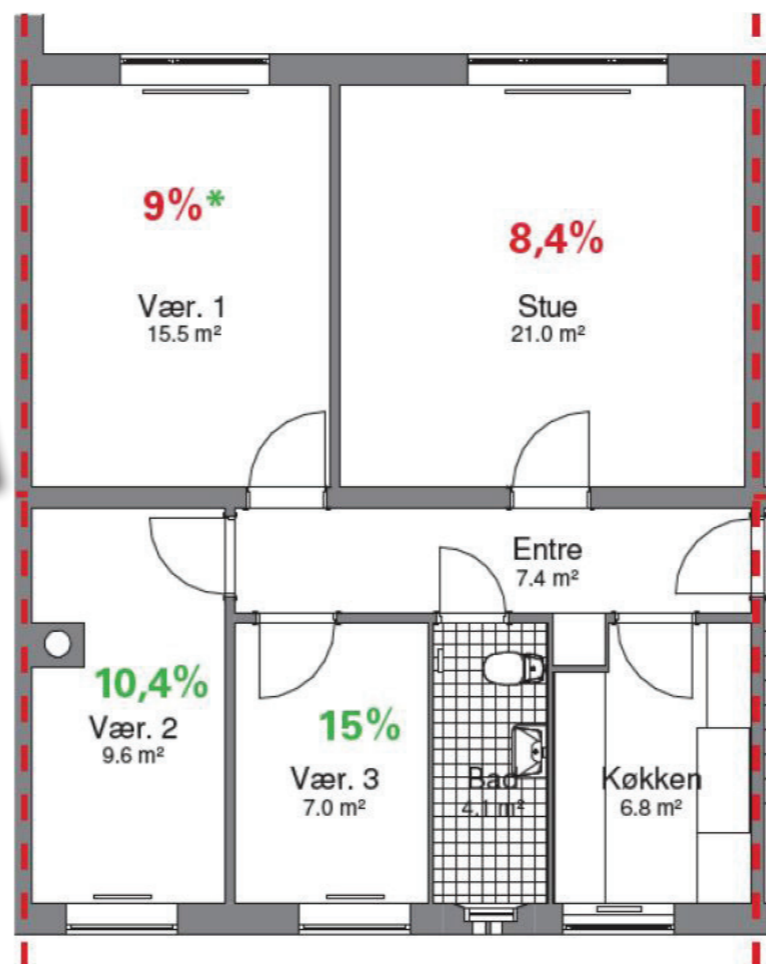 9%*
Vær. 1
15.5 m²
8,4%
Stue
21.0 m²
Entre
7.4 m²
10,4%
Vær. 2
9.6 m²
15%
Vær. 3
7.0 m²
Bad
4.1 m²
Køkken
6.8 m²